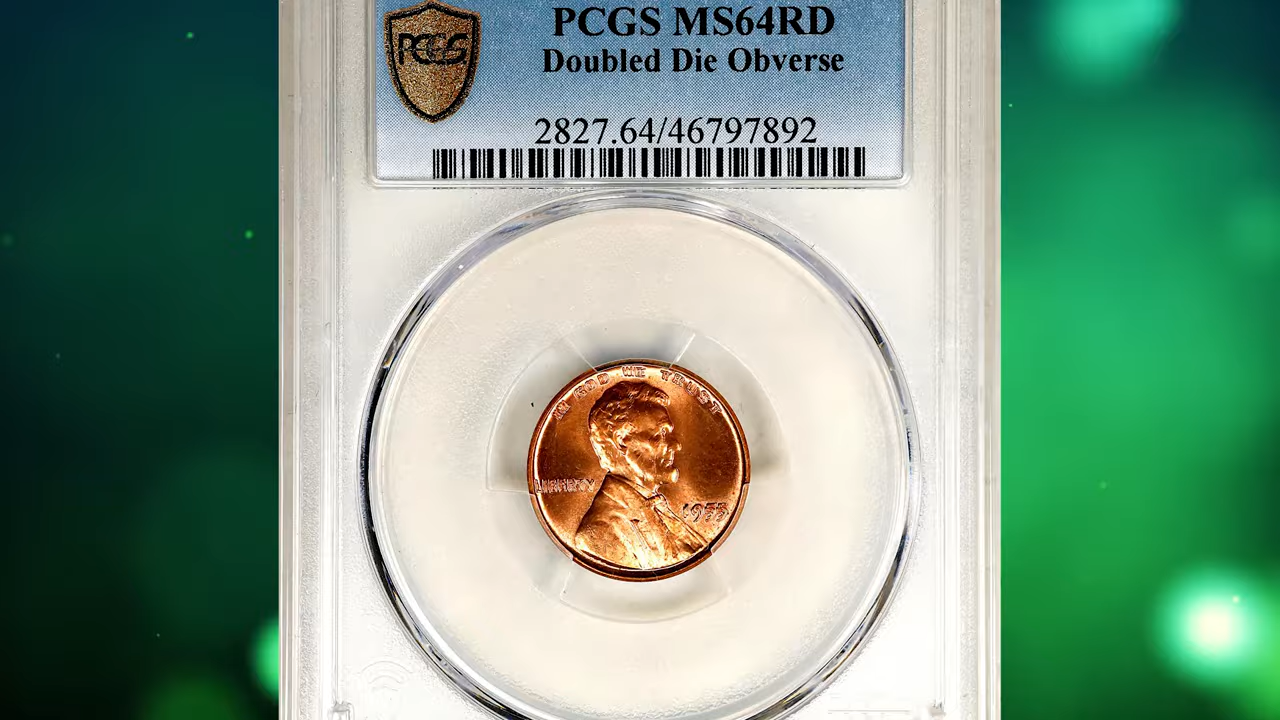 PCGS
PCGS MS64RD
Doubled Die Obverse
2827.64/46797892
IN GOD WE TRUST
LIBERTY
1955